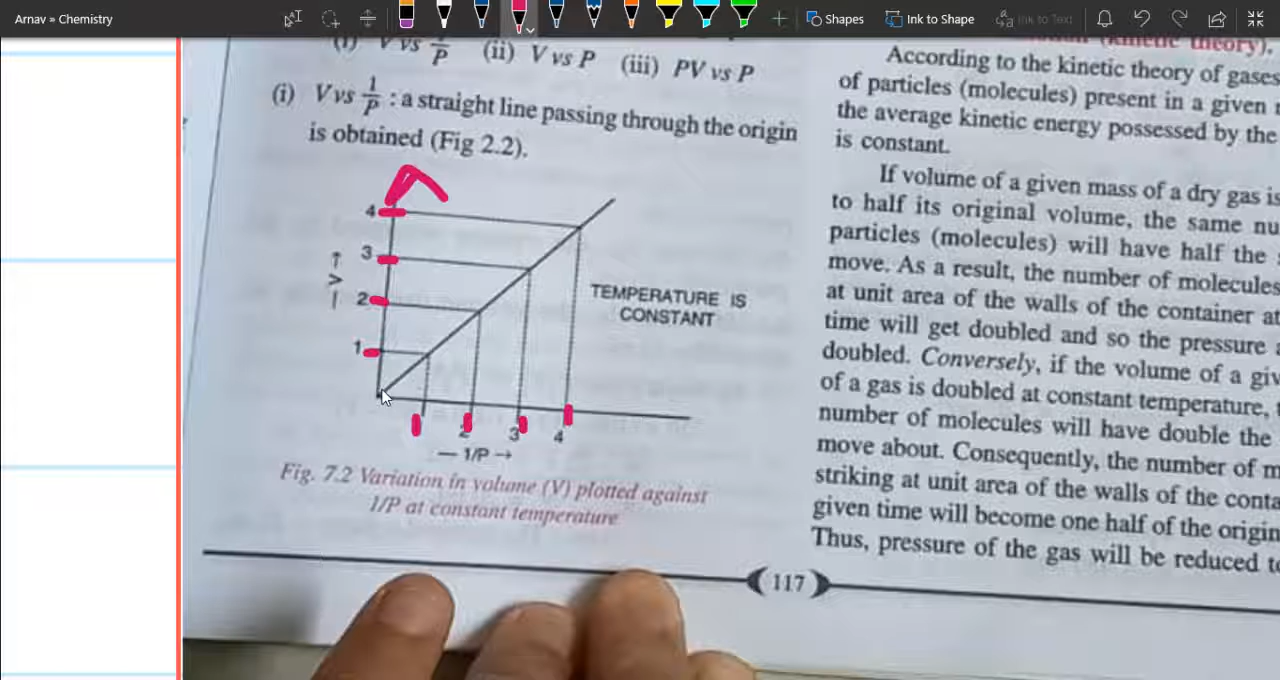 Arnav » Chemistry
Shapes
Ink to Shape
Ink to Text
(i) V vs 1/P (ii) V vs P (iii) PV vs P
(i) V vs 1/P : a straight line passing through the origin
is obtained (Fig 2.2).
4
3
2
1
— V →
TEMPERATURE IS
CONSTANT
2 3 4
— 1/P →
Fig. 7.2 Variation in volume (V) plotted against
1/P at constant temperature
(kinetic theory).
According to the kinetic theory of gases
of particles (molecules) present in a given
the average kinetic energy possessed by the
is constant.
If volume of a given mass of a dry gas is
to half its original volume, the same nu
particles (molecules) will have half the
move. As a result, the number of molecules
at unit area of the walls of the container at
time will get doubled and so the pressure
doubled. Conversely, if the volume of a giv
of a gas is doubled at constant temperature,
number of molecules will have double the
move about. Consequently, the number of m
striking at unit area of the walls of the conta
given time will become one half of the origin
Thus, pressure of the gas will be reduced to
117